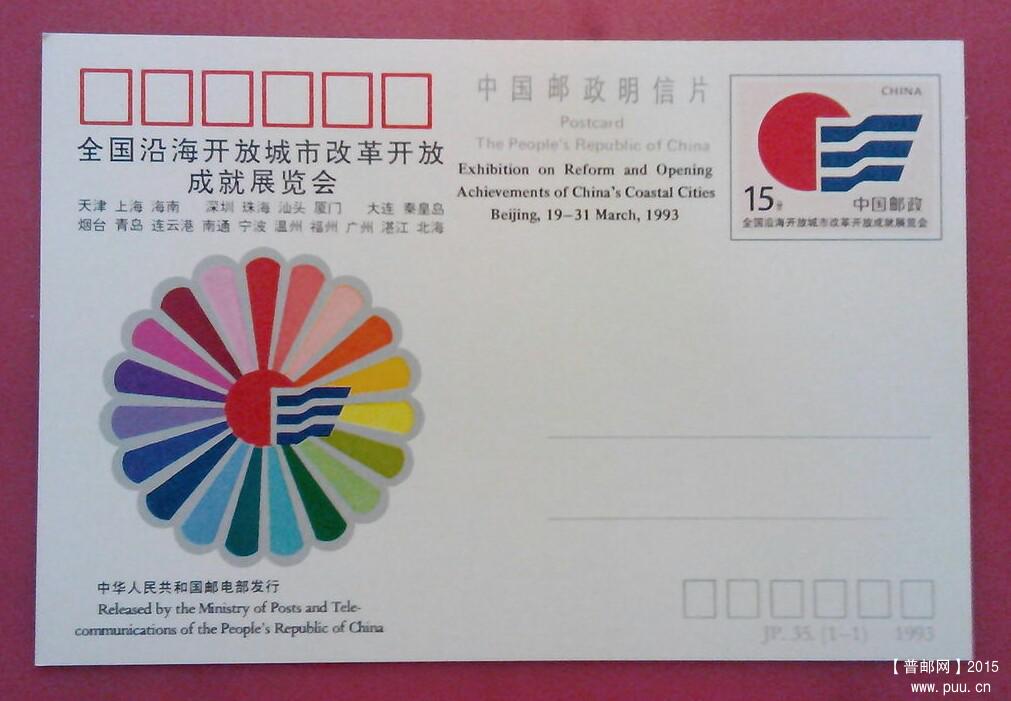 全国沿海开放城市改革开放
成就展览会
天津 上海 海南 深圳 珠海 汕头 厦门 大连 秦皇岛
烟台 青岛 连云港 南通 宁波 温州 福州 广州 湛江 北海
中国邮政明信片
Postcard
The People's Republic of China
Exhibition on Reform and Opening
Achievements of China's Coastal Cities
Beijing, 19–31 March, 1993
CHINA
15分 中国邮政
全国沿海开放城市改革开放成就展览会
中华人民共和国邮电部发行
Released by the Ministry of Posts and Tele-
communications of the People's Republic of China
JP. 35. (1–1) 1993
【普邮网】2015
www.puu.cn